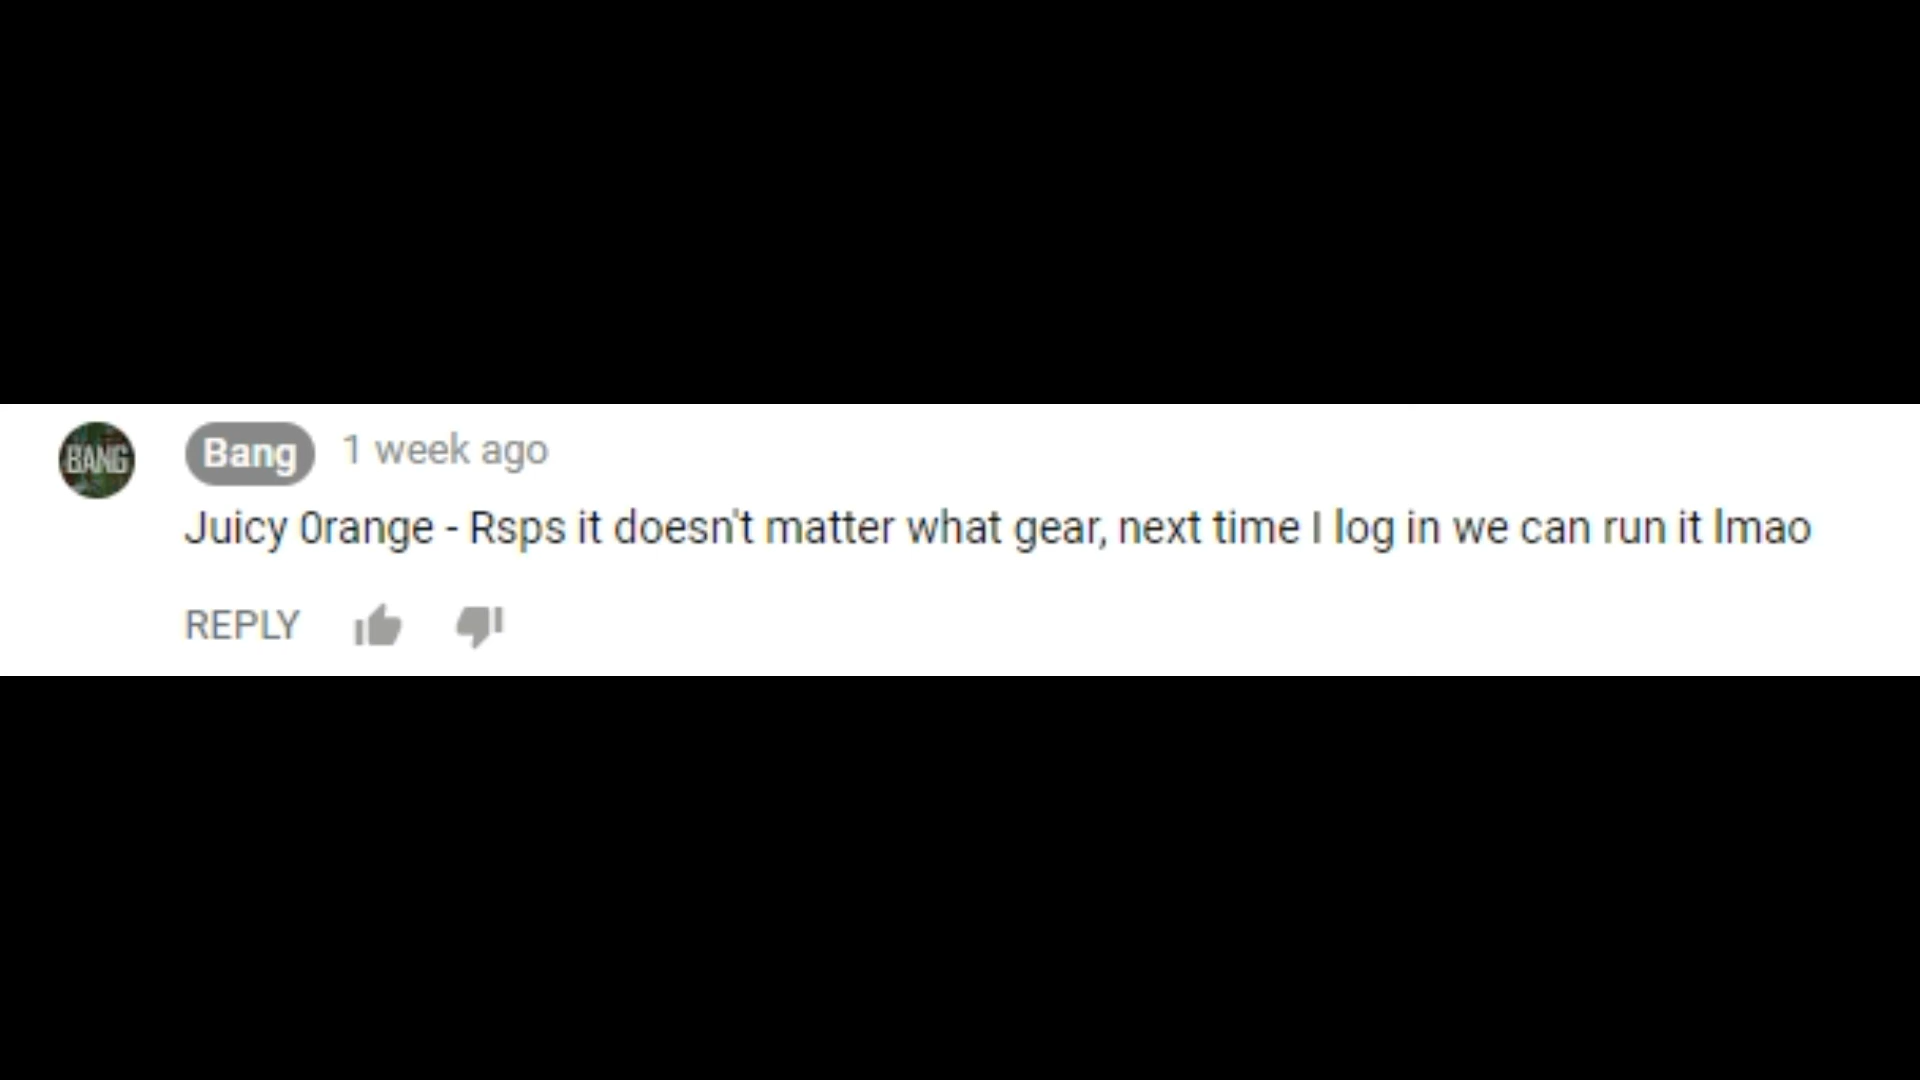 BANG
Bang 1 week ago
Juicy 0range - Rsps it doesn't matter what gear, next time I log in we can run it lmao
REPLY